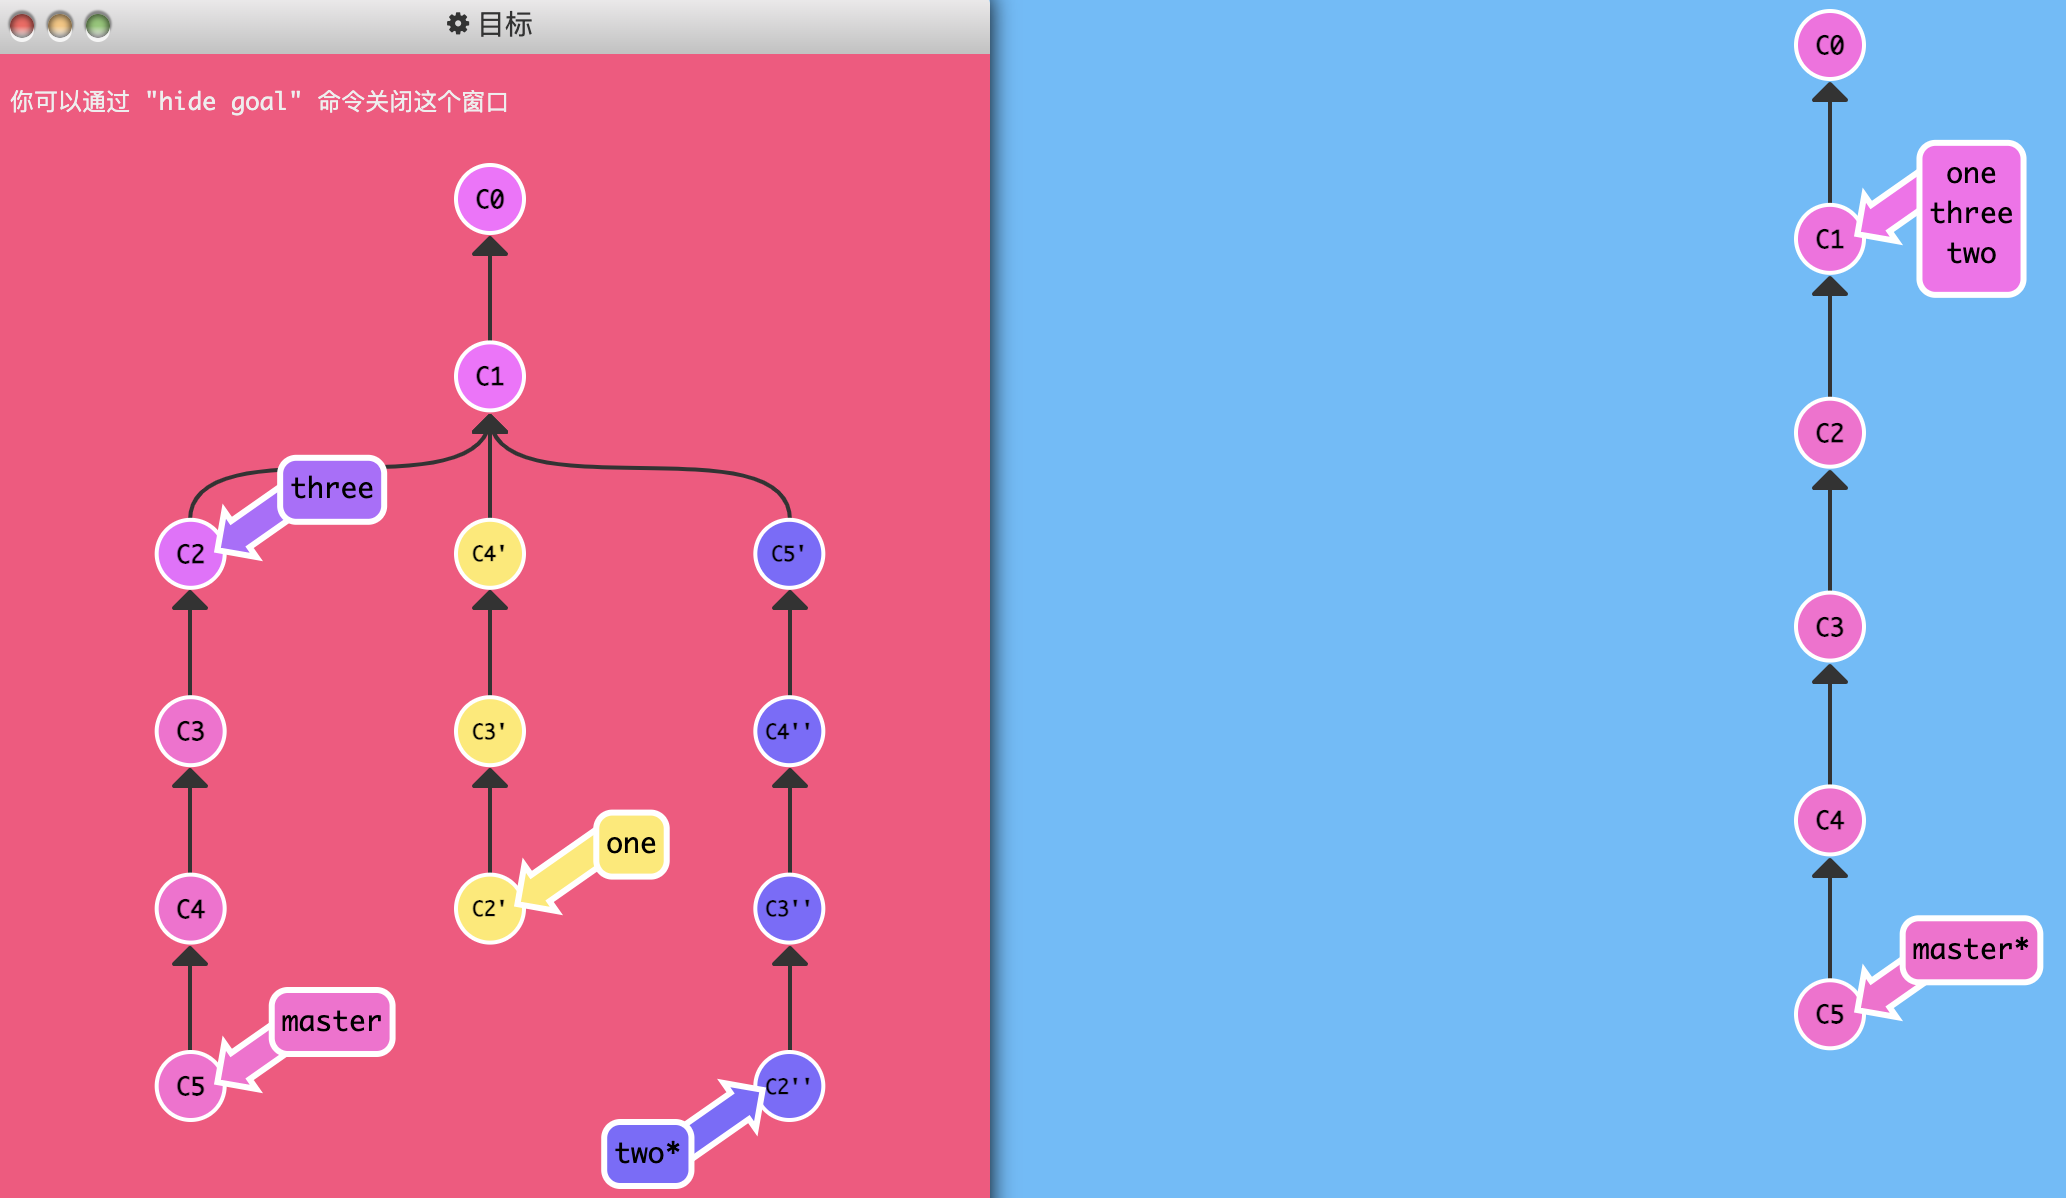 目标
你可以通过 "hide goal" 命令关闭这个窗口
C0
C1
three
C2
C4'
C5'
C3
C3'
C4''
one
C4
C2'
C3''
master
C5
C2''
two*
C0
one
three
two
C1
C2
C3
C4
master*
C5